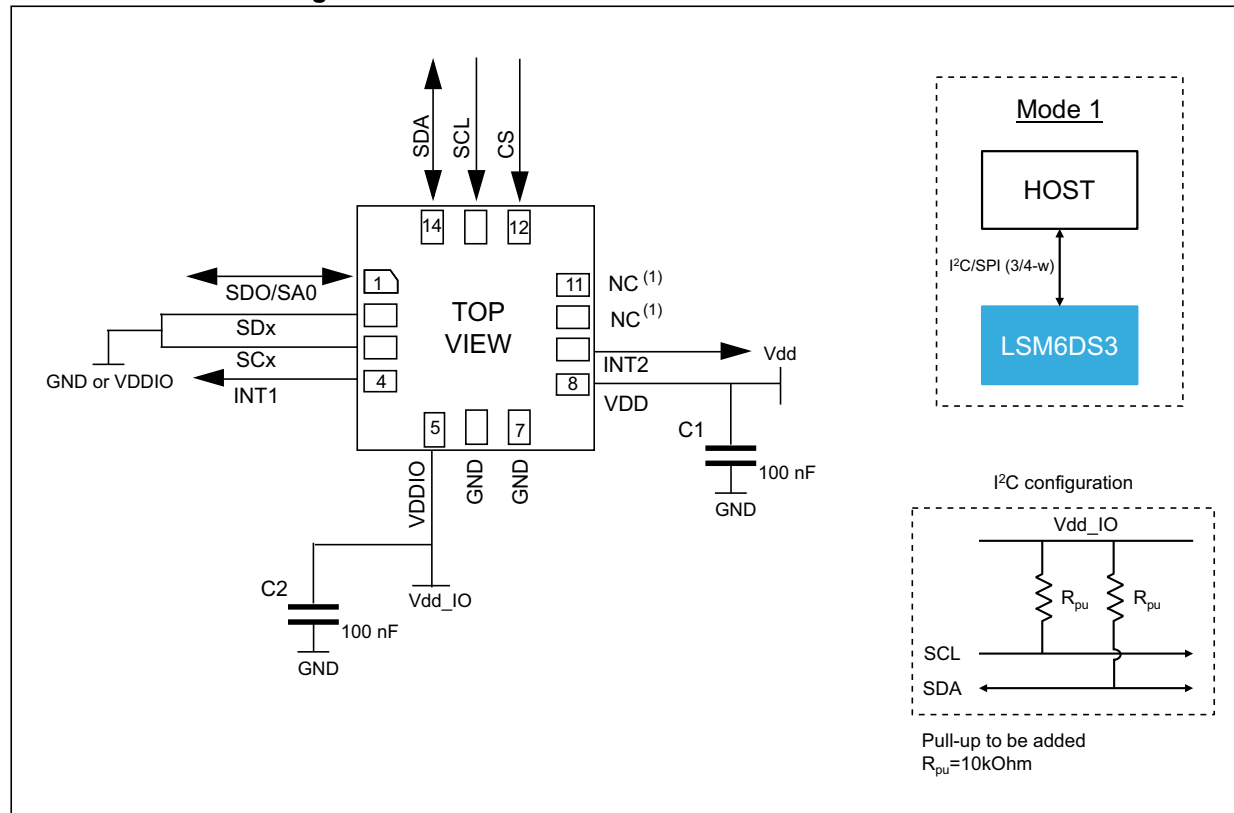 SDA
SCL
CS
14
12
1
11
NC (1)
NC (1)
SDO/SA0
TOP
VIEW
SDx
SCx
GND or VDDIO
INT1
4
INT2
Vdd
8
VDD
5
7
VDDIO
GND
GND
C1
100 nF
GND
C2
100 nF
GND
Vdd_IO
Mode 1
HOST
I²C/SPI (3/4-w)
LSM6DS3
I²C configuration
Vdd_IO
Rpu
Rpu
SCL
SDA
Pull-up to be added
Rpu=10kOhm